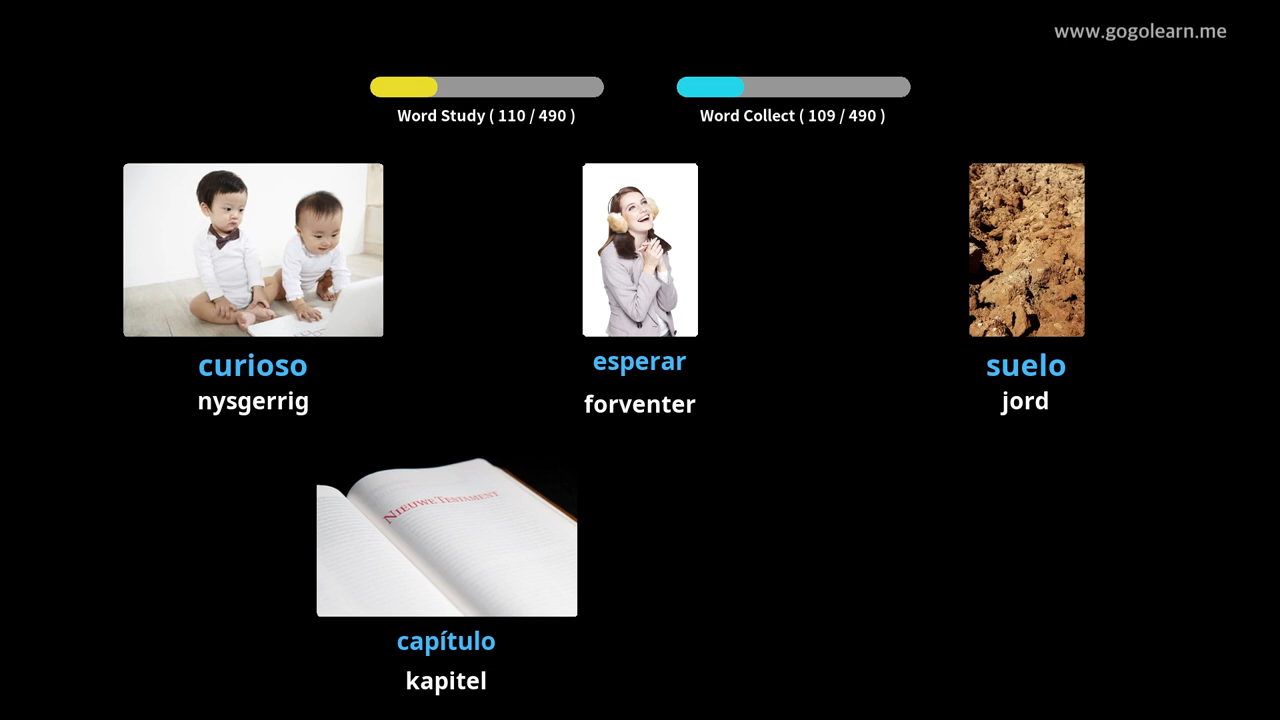 www.gogolearn.me
Word Study ( 110 / 490 )
Word Collect ( 109 / 490 )
curioso
nysgerrig
esperar
forventer
suelo
jord
NIEUWE TESTAMENT
capítulo
kapitel